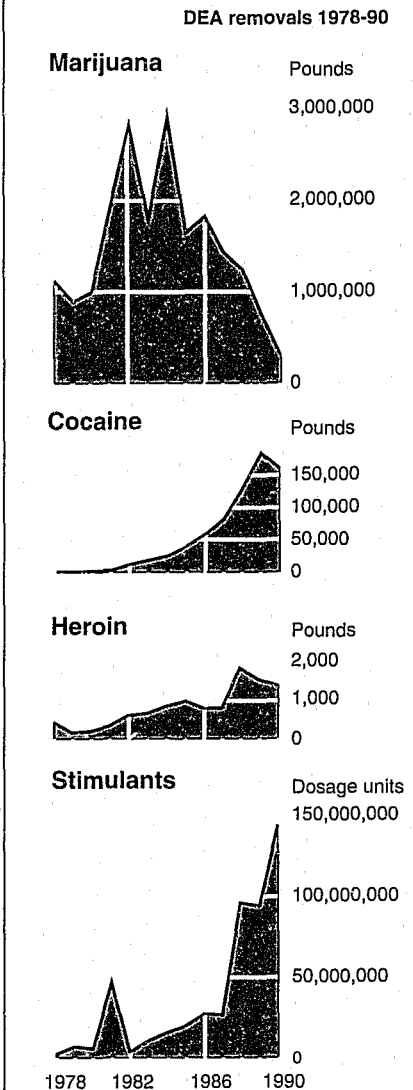 DEA removals 1978-90
Marijuana
Pounds
3,000,000
2,000,000
1,000,000
0
Cocaine
Pounds
150,000
100,000
50,000
0
Heroin
Pounds
2,000
1,000
0
Stimulants
Dosage units
150,000,000
100,000,000
50,000,000
0
1978 1982 1986 1990